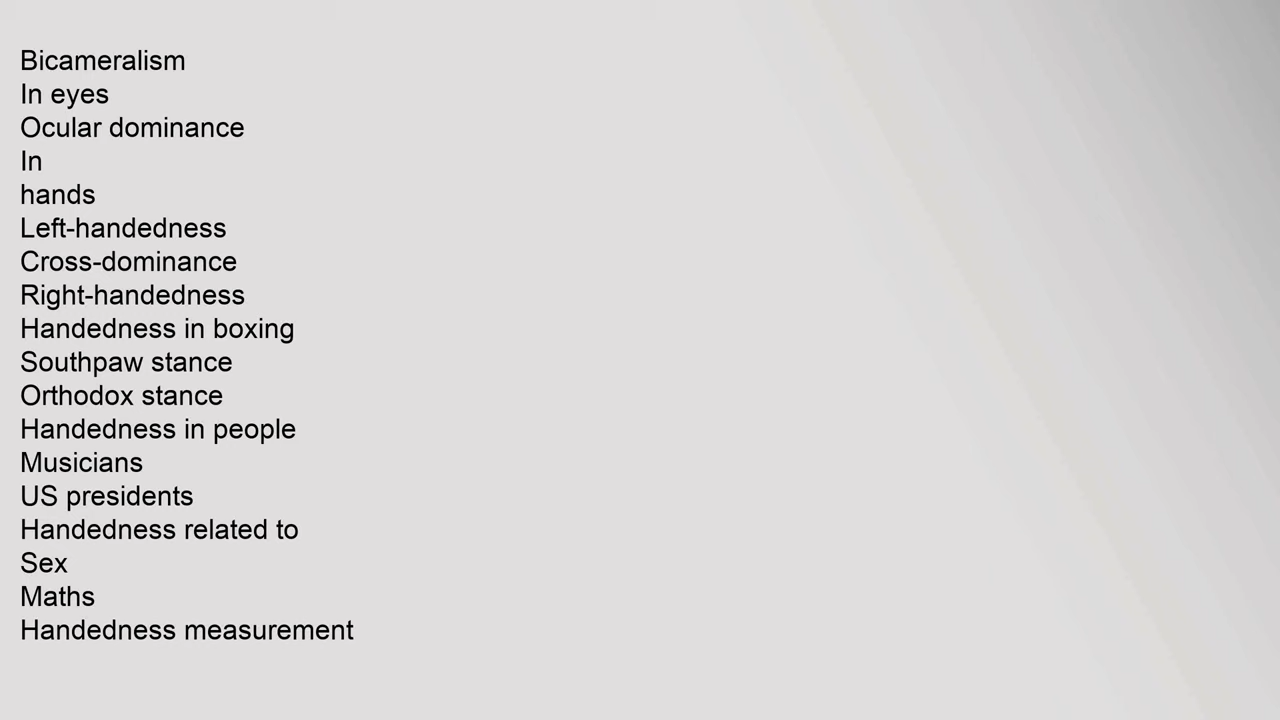 Bicameralism
In eyes
Ocular dominance
In
hands
Left-handedness
Cross-dominance
Right-handedness
Handedness in boxing
Southpaw stance
Orthodox stance
Handedness in people
Musicians
US presidents
Handedness related to
Sex
Maths
Handedness measurement